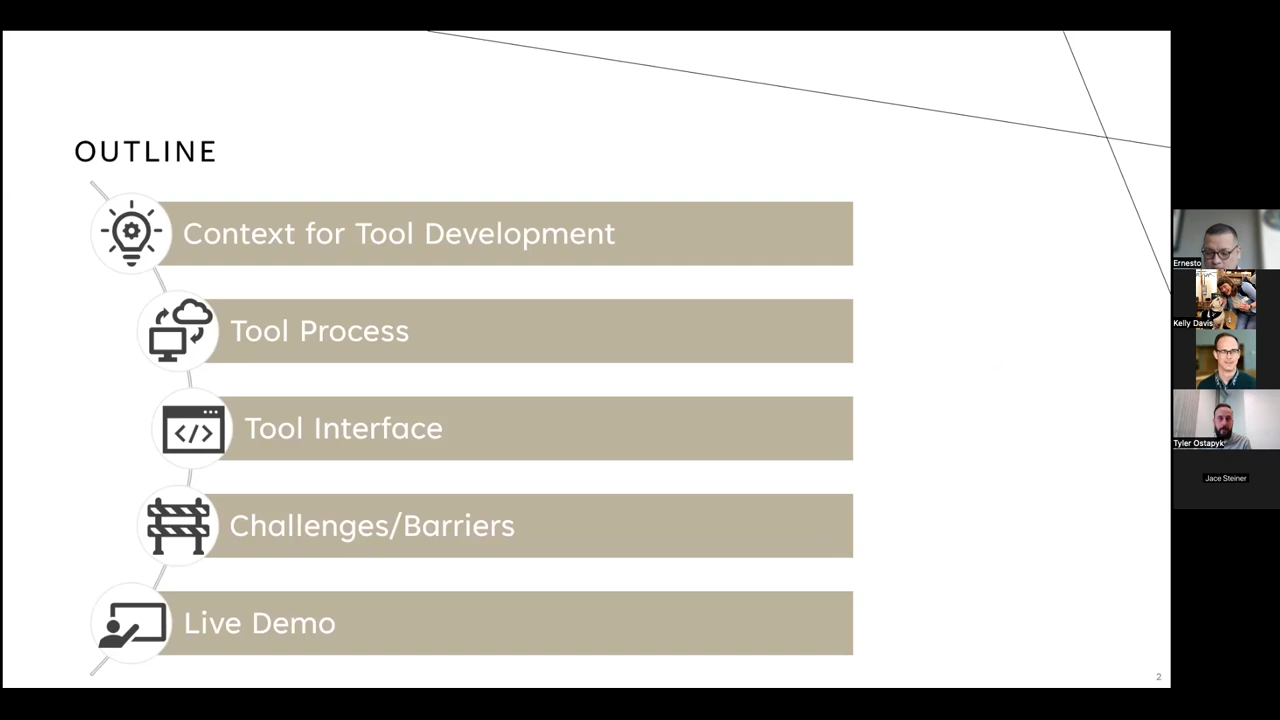 OUTLINE
Context for Tool Development
Tool Process
Tool Interface
Challenges/Barriers
Live Demo
2
Ernesto
Kelly Davis
Tyler Ostapyk
Jace Steiner